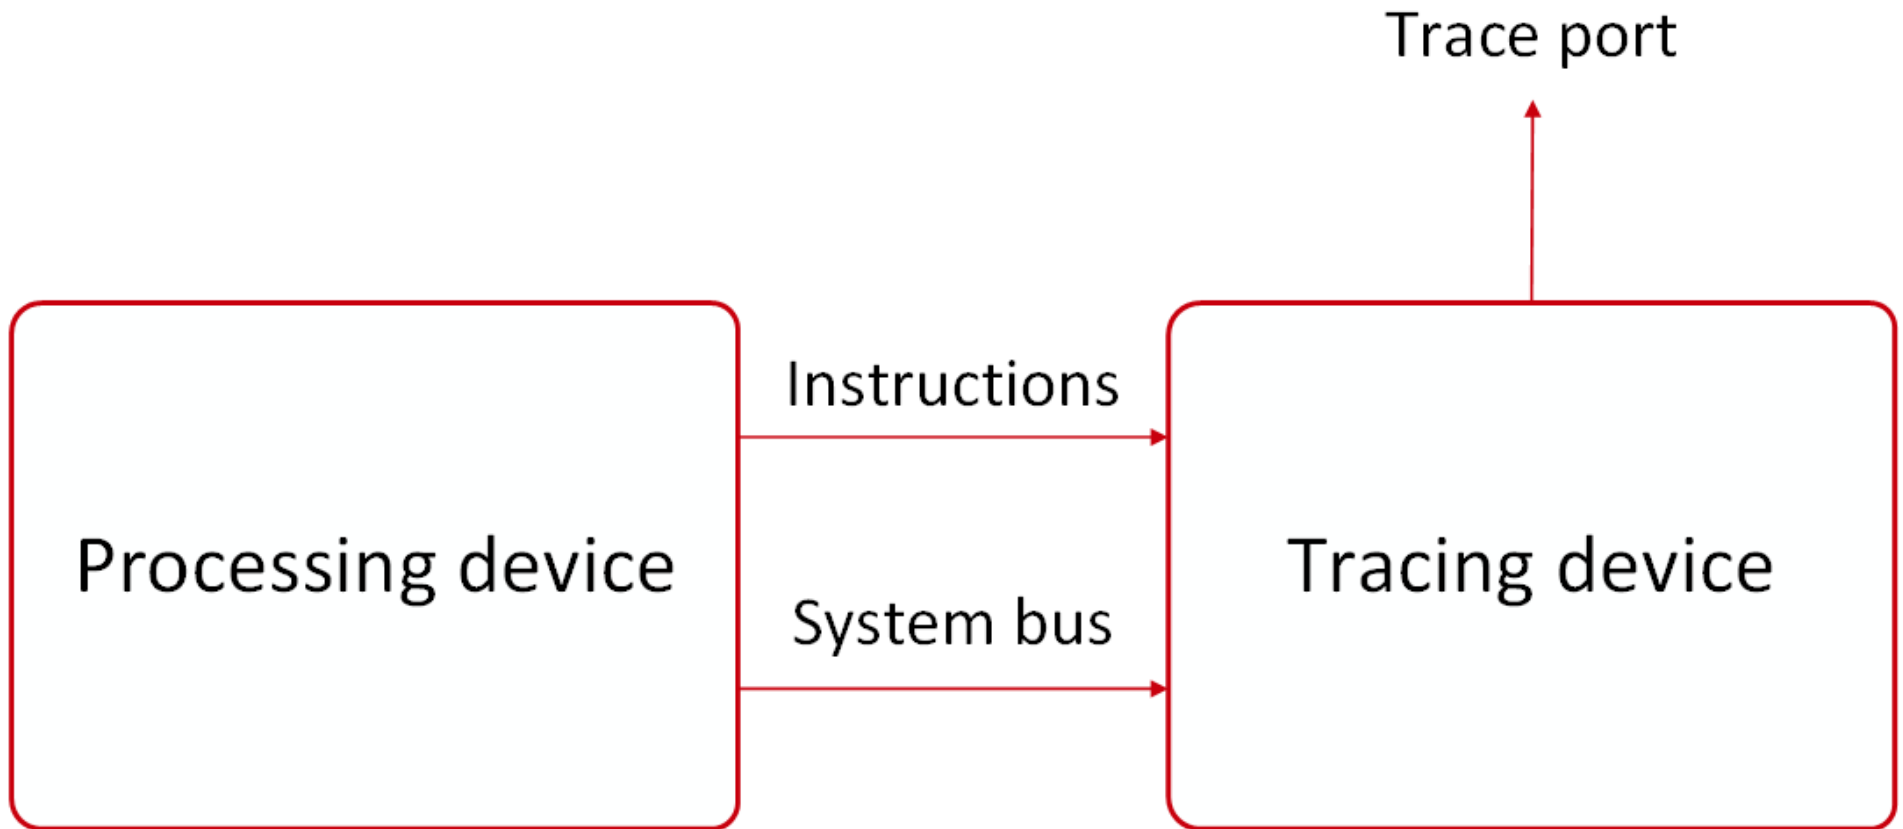 Trace port
Instructions
Processing device
Tracing device
System bus